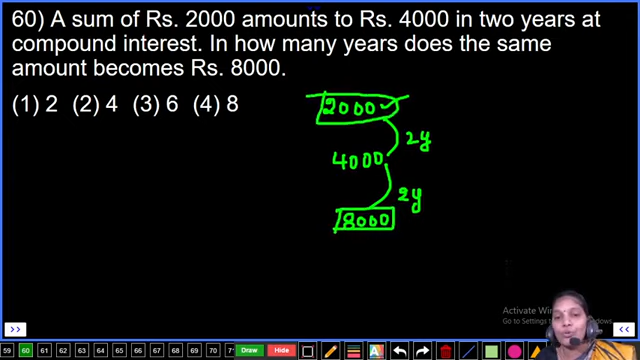 60) A sum of Rs. 2000 amounts to Rs. 4000 in two years at
compound interest. In how many years does the same
amount becomes Rs. 8000.
(1) 2 (2) 4 (3) 6 (4) 8
2000
2y
4000
2y
8000
Activate Win
Go to Settings to Windows.
>> 59 60 61 62 63 64 65 66 67 68 69 70 71 Draw Hide A <<